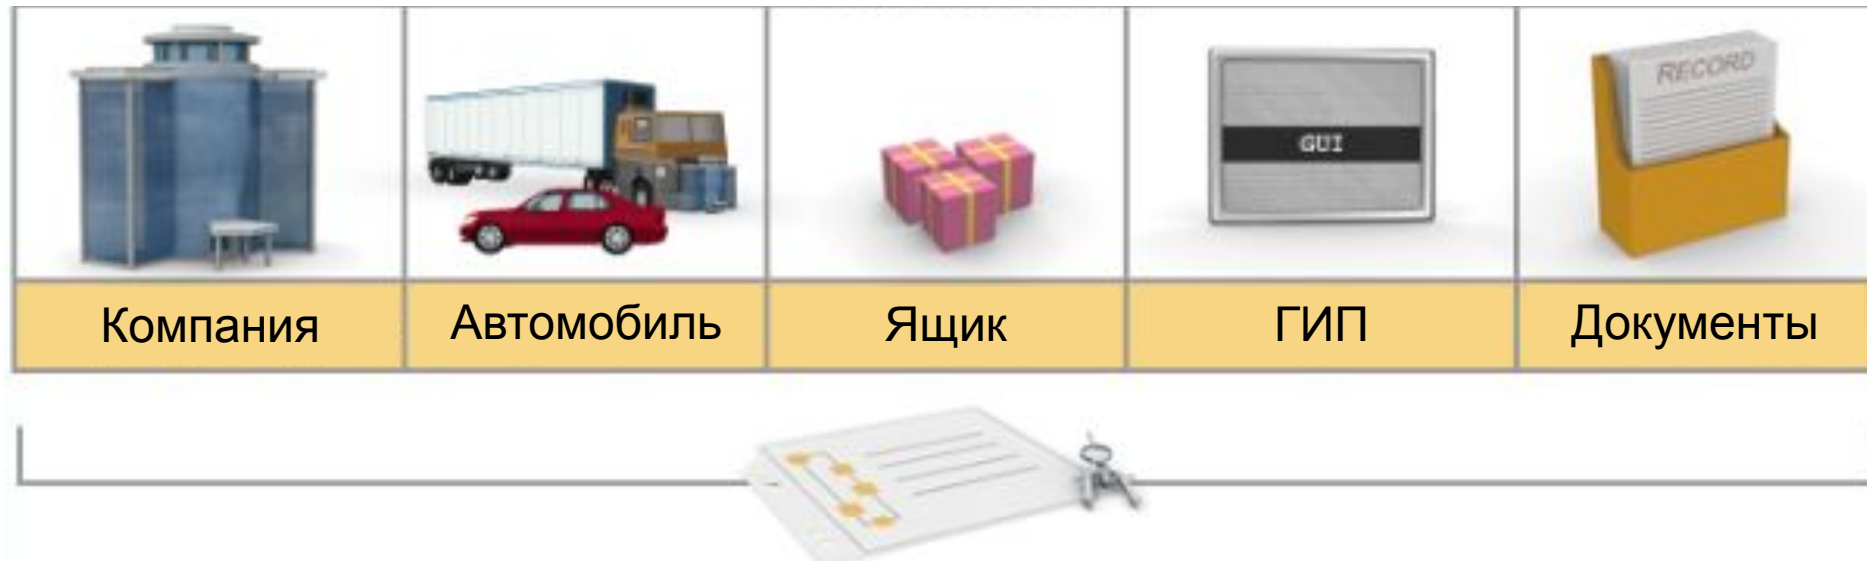 RECORD
GUI
Компания
Автомобиль
Ящик
ГИП
Документы